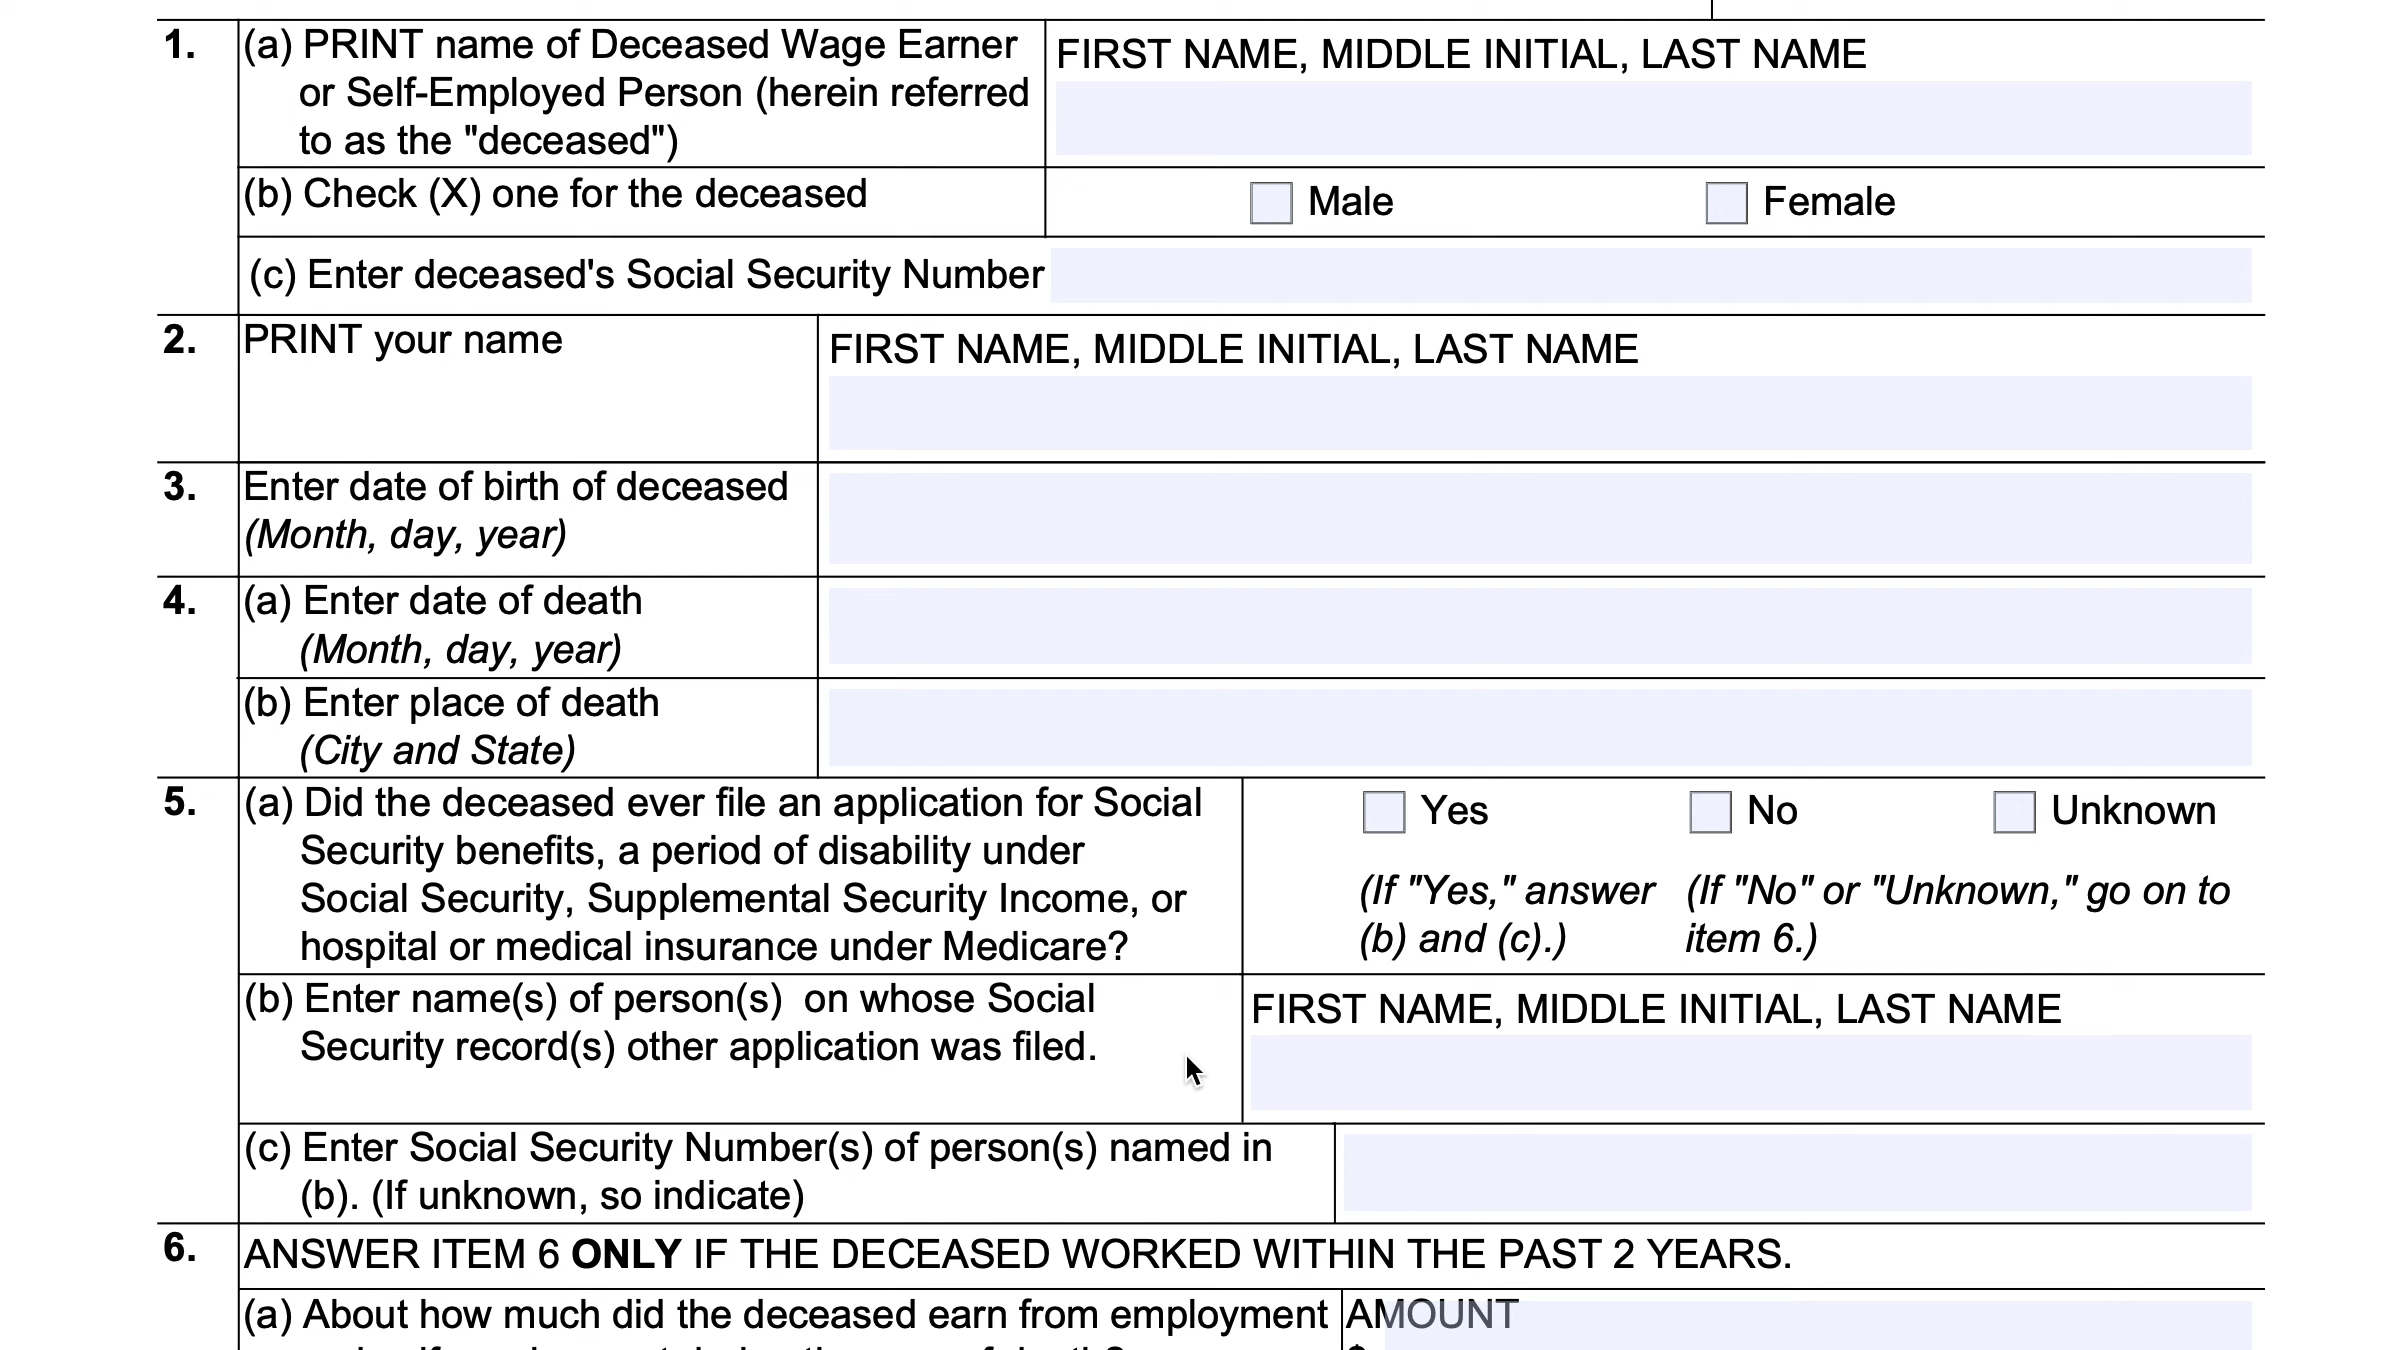 1.
(a) PRINT name of Deceased Wage Earner
or Self-Employed Person (herein referred
to as the "deceased")
FIRST NAME, MIDDLE INITIAL, LAST NAME
(b) Check (X) one for the deceased
Male
Female
(c) Enter deceased's Social Security Number
2.
PRINT your name
FIRST NAME, MIDDLE INITIAL, LAST NAME
3.
Enter date of birth of deceased
(Month, day, year)
4.
(a) Enter date of death
(Month, day, year)
(b) Enter place of death
(City and State)
5.
(a) Did the deceased ever file an application for Social
Security benefits, a period of disability under
Social Security, Supplemental Security Income, or
hospital or medical insurance under Medicare?
Yes
No
Unknown
(If "Yes," answer
(b) and (c).)
(If "No" or "Unknown," go on to
item 6.)
(b) Enter name(s) of person(s)  on whose Social
Security record(s) other application was filed.
FIRST NAME, MIDDLE INITIAL, LAST NAME
(c) Enter Social Security Number(s) of person(s) named in
(b). (If unknown, so indicate)
6.
ANSWER ITEM 6 ONLY IF THE DECEASED WORKED WITHIN THE PAST 2 YEARS.
(a) About how much did the deceased earn from employment
AMOUNT